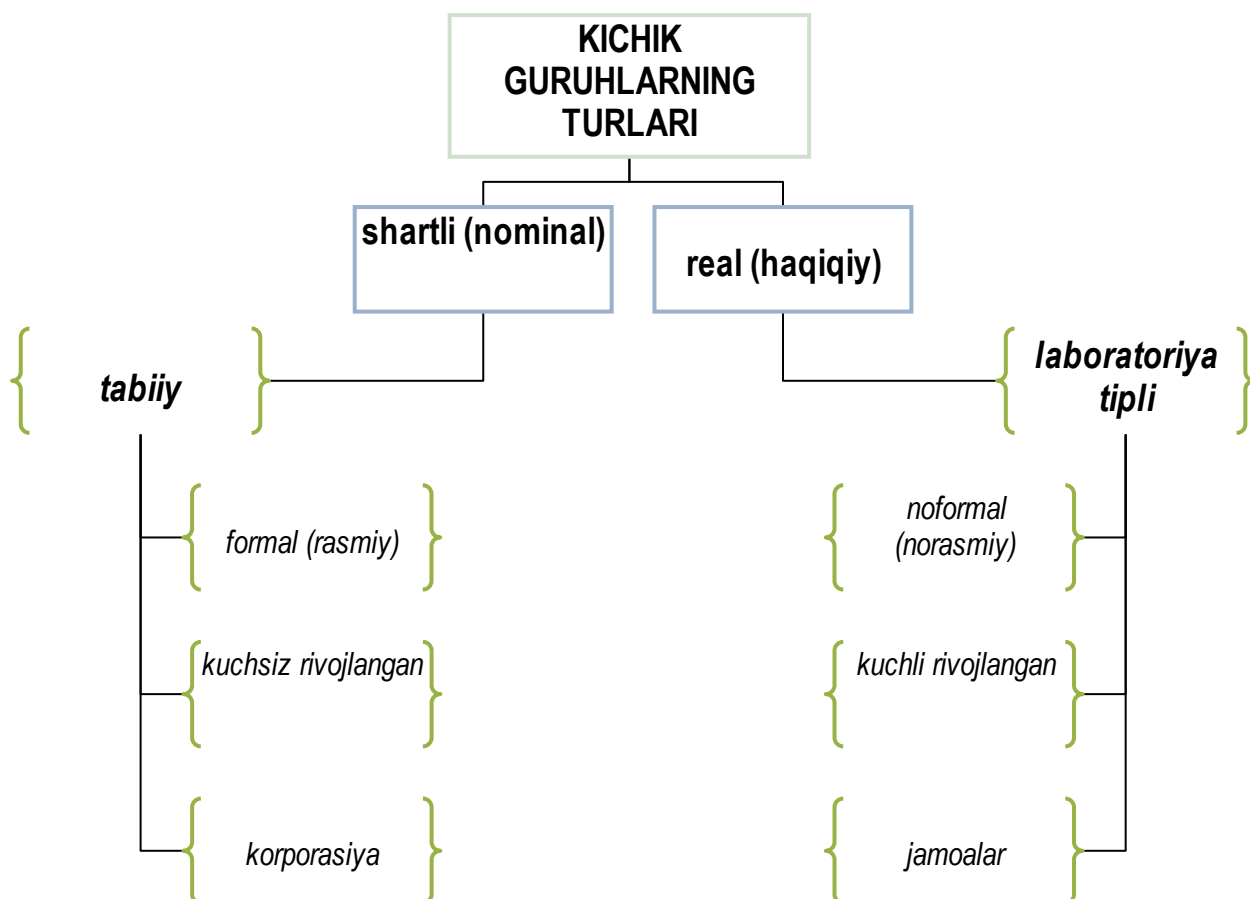 KICHIK
GURUHLARNING
TURLARI
shartli (nominal)
real (haqiqiy)
tabiiy
laboratoriya
tipli
formal (rasmiy)
noformal
(norasmiy)
kuchsiz rivojlangan
kuchli rivojlangan
korporasiya
jamoalar